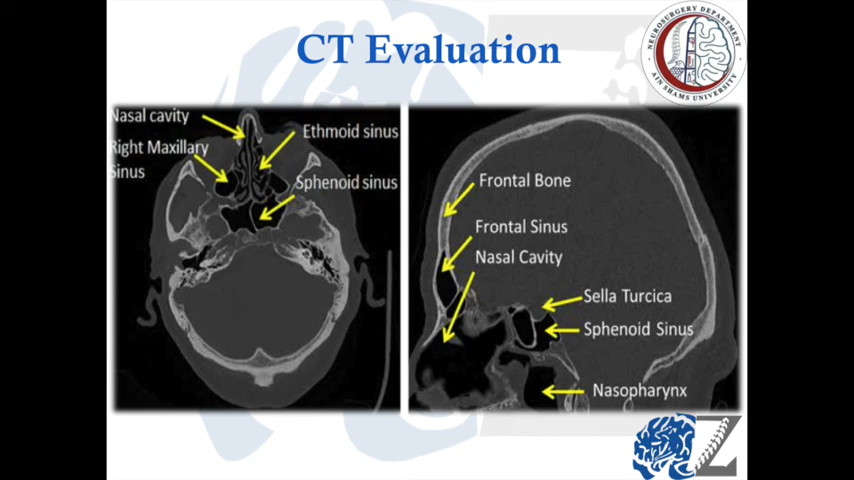 CT Evaluation
NEUROSURGERY DEPARTMENT
AIN SHAMS UNIVERSITY
Nasal cavity
Ethmoid sinus
Right Maxillary
Sinus
Sphenoid sinus
Frontal Bone
Frontal Sinus
Nasal Cavity
Sella Turcica
Sphenoid Sinus
Nasopharynx
Z